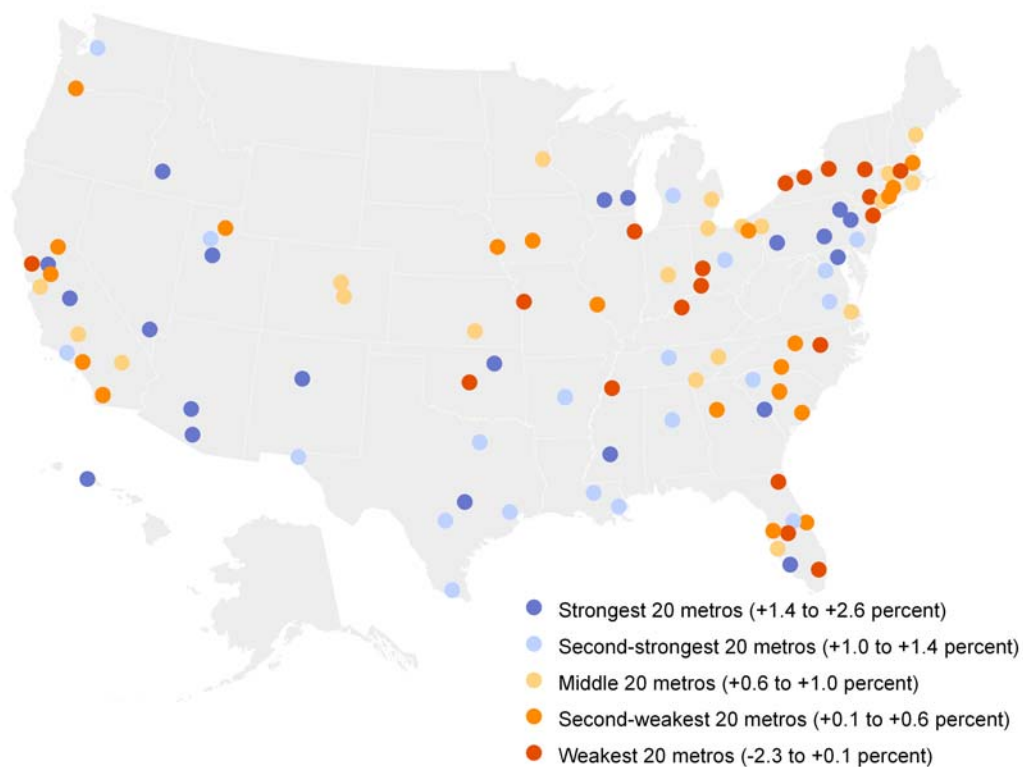 Strongest 20 metros (+1.4 to +2.6 percent)
Second-strongest 20 metros (+1.0 to +1.4 percent)
Middle 20 metros (+0.6 to +1.0 percent)
Second-weakest 20 metros (+0.1 to +0.6 percent)
Weakest 20 metros (-2.3 to +0.1 percent)